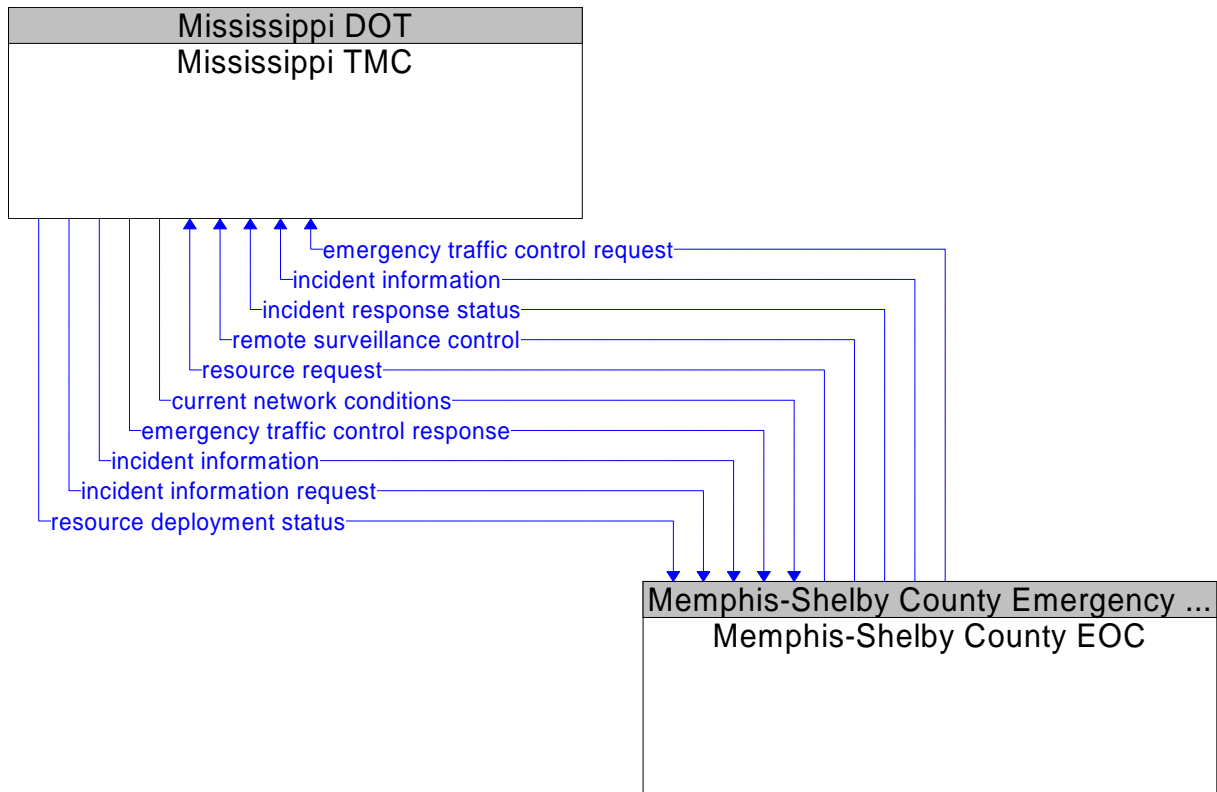 Mississippi DOT
Mississippi TMC
emergency traffic control request
incident information
incident response status
remote surveillance control
resource request
current network conditions
emergency traffic control response
incident information
incident information request
resource deployment status
Memphis-Shelby County Emergency ...
Memphis-Shelby County EOC